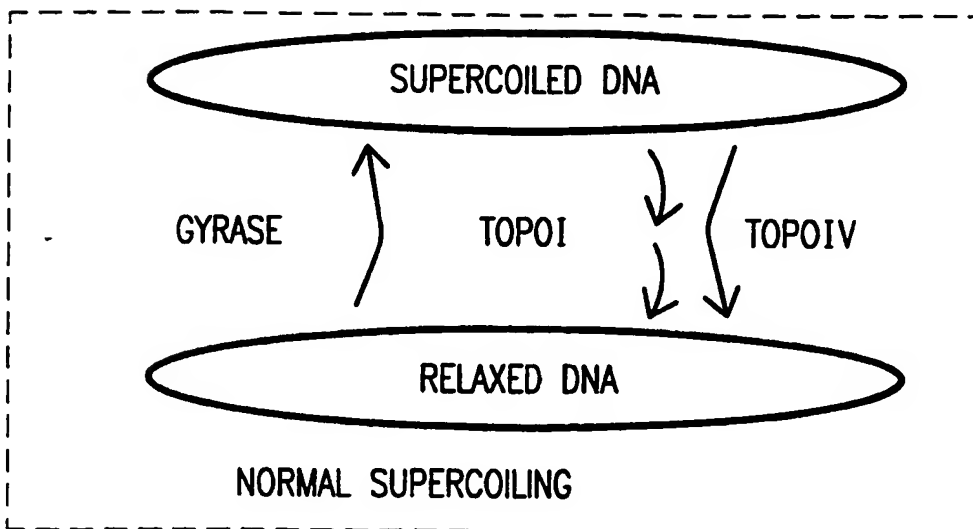 SUPERCOILED DNA
GYRASE TOPOI TOPOIV
RELAXED DNA
NORMAL SUPERCOILING